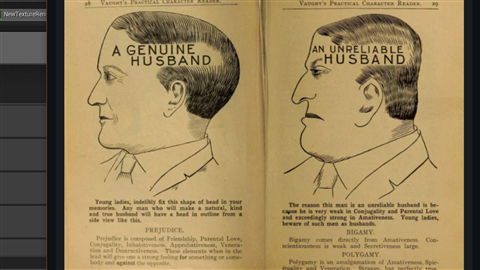 NewTextureRen
28 VAUGHT'S PRACTICAL CHARACTER READER.
A GENUINE
HUSBAND
Young ladies, indelibly fix this shape of head in your
memories. Any man who will make a natural, kind
and true husband will have a head in outline from a
side view like this.
PREJUDICE.
Prejudice is composed of Friendship, Parental Love,
Conjugality, Inhabitiveness, Approbativeness, Venera-
tion and Destructiveness. These elements when in the
lead will give one a strong feeling for something or some-
body and against the opposite.
VAUGHT'S PRACTICAL CHARACTER READER. 29
AN UNRELIABLE
HUSBAND
The reason this man is an unreliable husband is be-
cause he is very weak in Conjugality and Parental Love
and exceedingly strong in Amativeness. Young ladies,
beware of such men as husbands.
BIGAMY.
Bigamy comes directly from Amativeness. Con-
scientiousness is weak and Secretiveness large.
POLYGAMY
Polygamy is an amalgamation of Amativeness, Spir-
ituality and Veneration. Strange, but perfectly true.